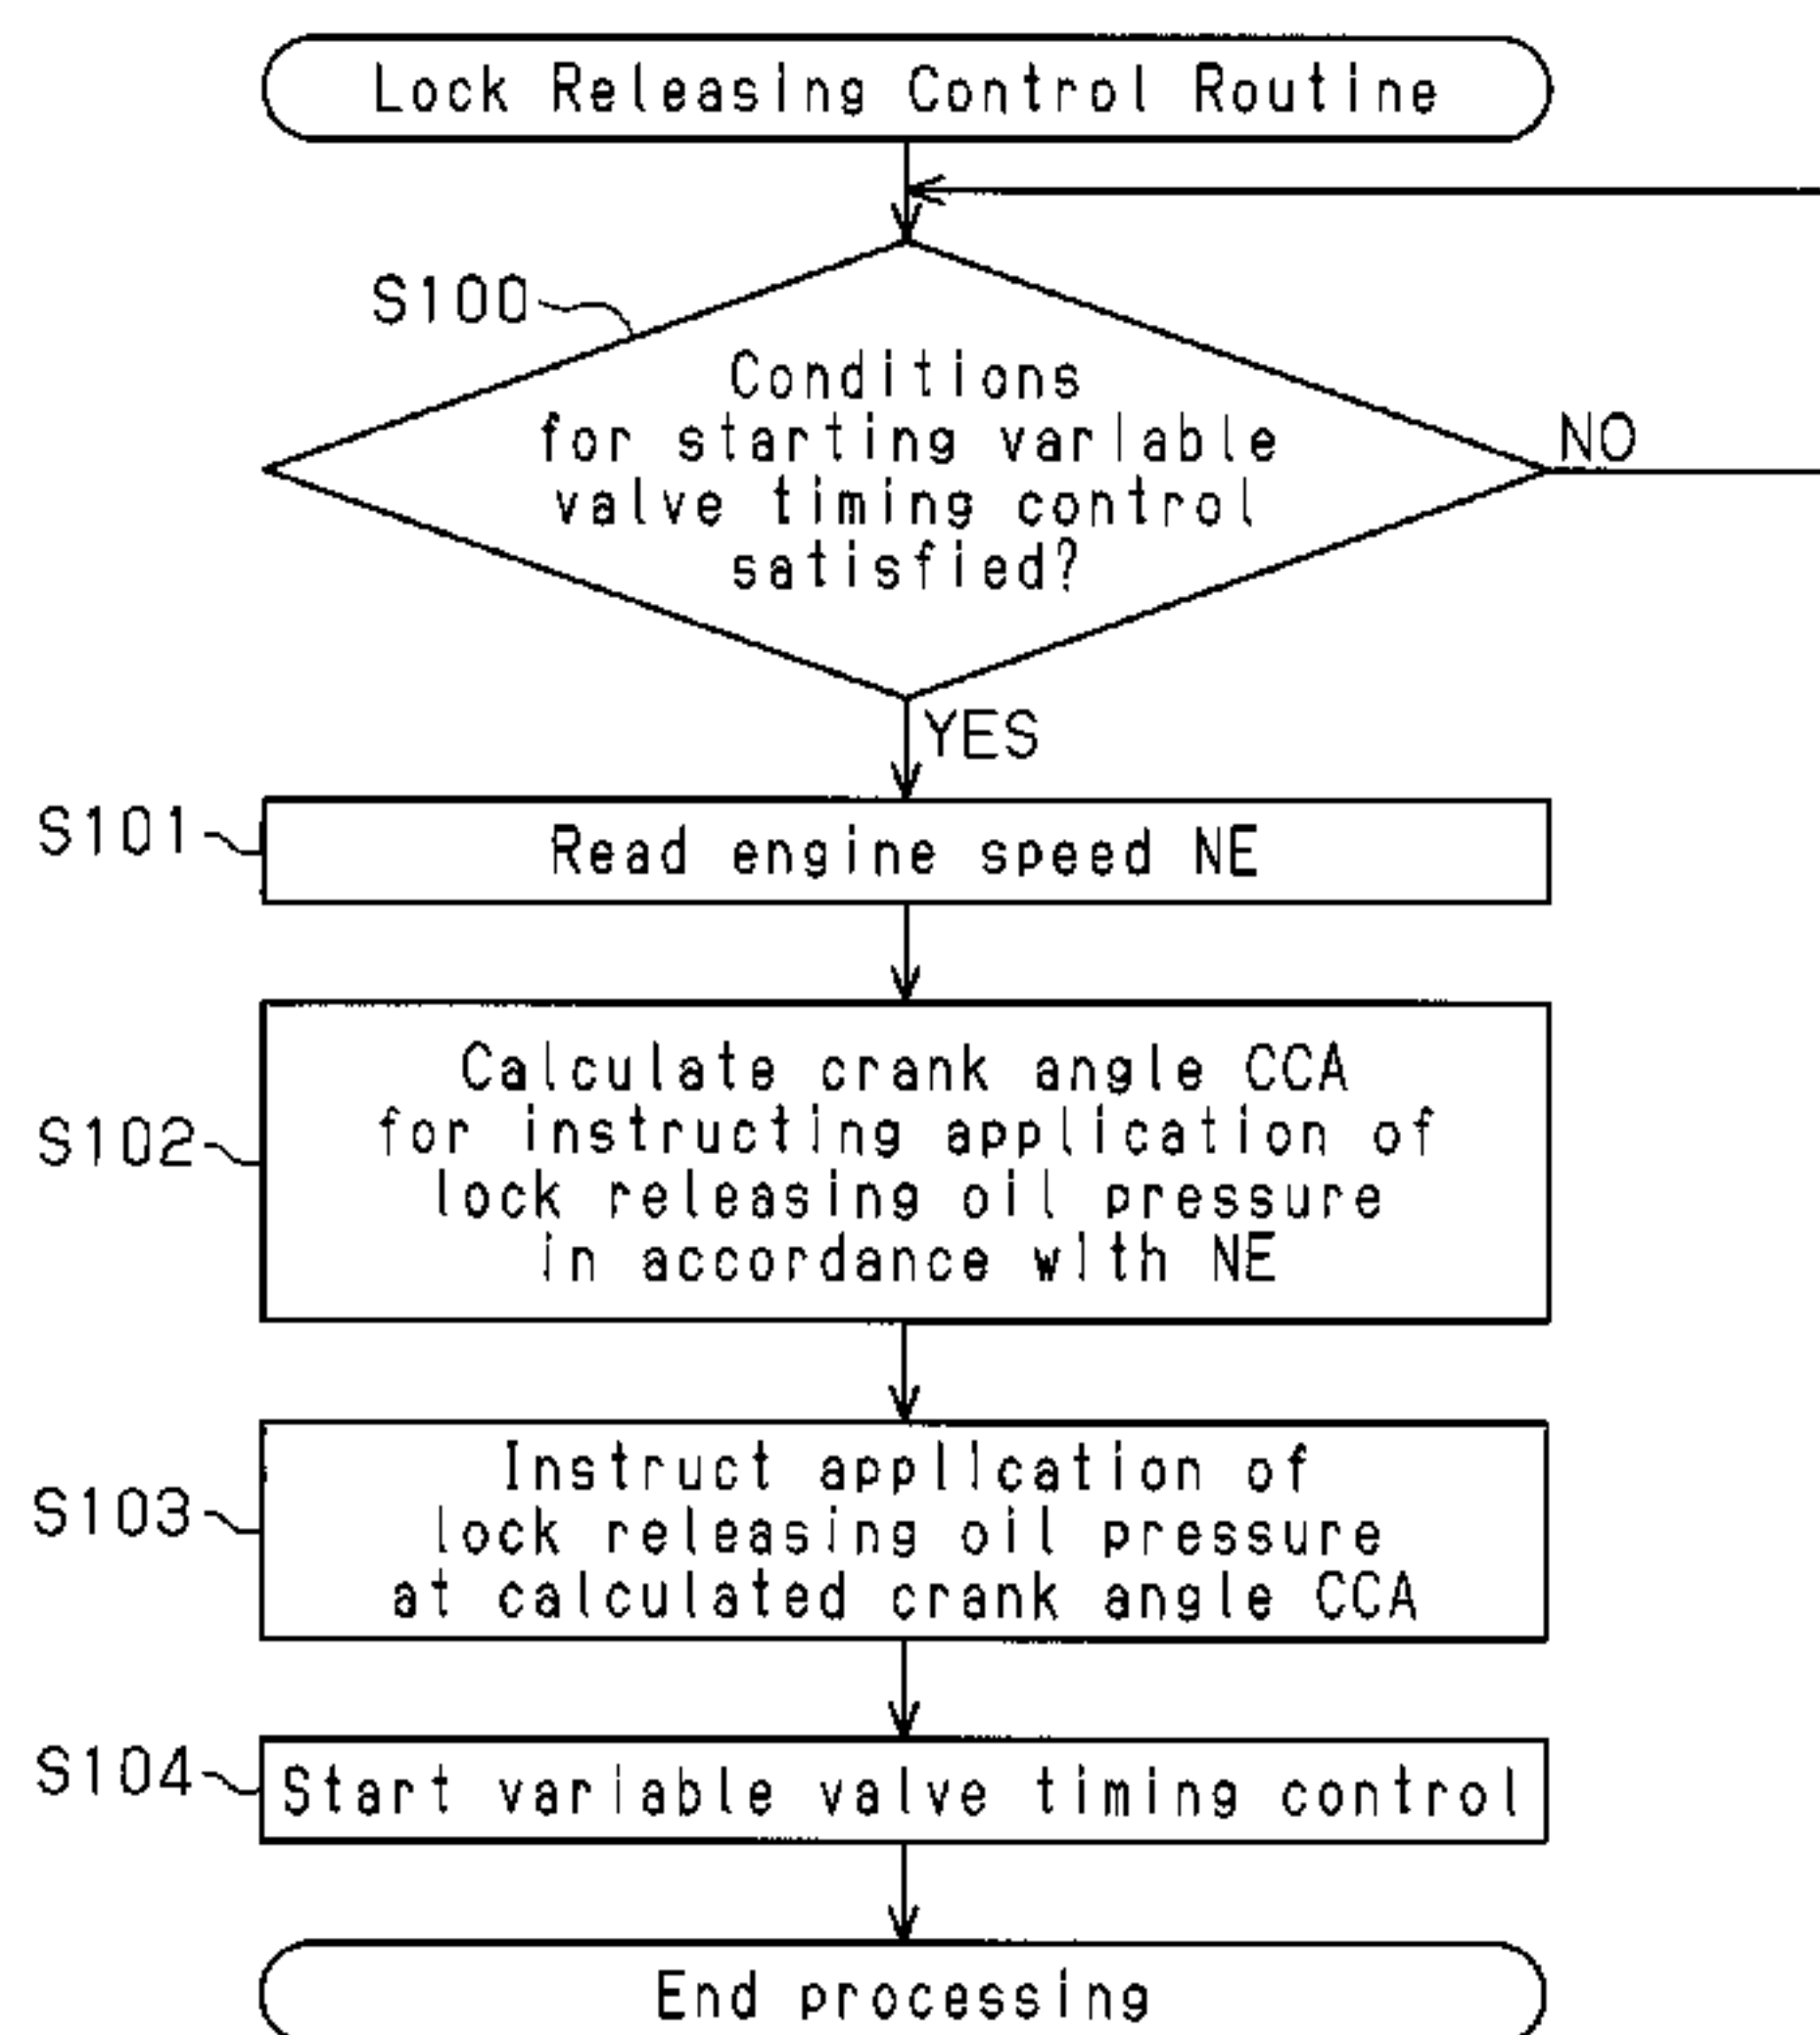 Lock Releasing Control Routine
S100
Conditions
for starting variable
valve timing control
satisfied?
NO
YES
S101
Read engine speed NE
S102
Calculate crank angle CCA
for instructing application of
lock releasing oil pressure
in accordance with NE
S103
Instruct application of
lock releasing oil pressure
at calculated crank angle CCA
S104
Start variable valve timing control
End processing